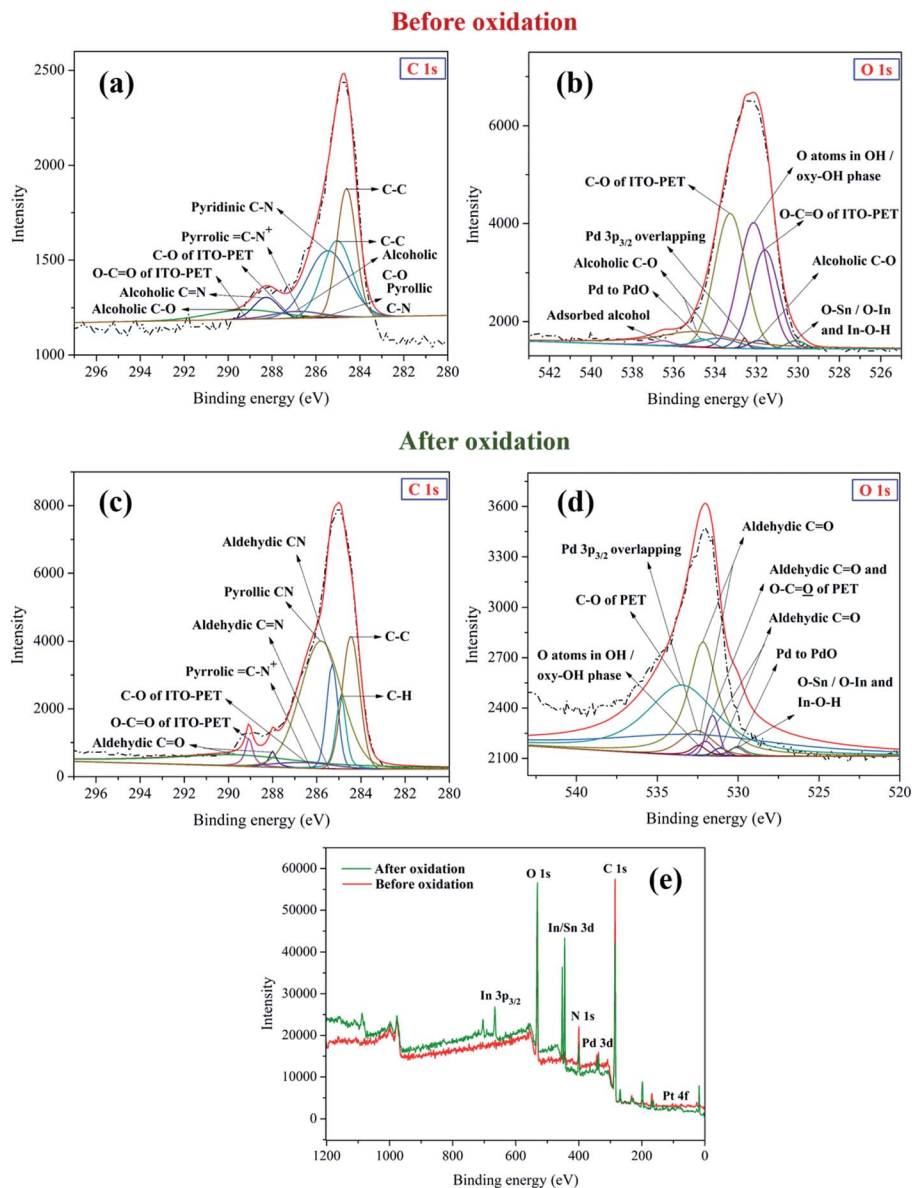 Before oxidation
(a)
C 1s
Intensity
2500
2000
1500
1000
C-C
Pyridinic C-N
Pyrrolic =C-N+
C-O of ITO-PET
O-C=O of ITO-PET
Alcoholic C=N
Alcoholic C-O
C-C
Alcoholic
C-O
Pyrollic
C-N
296 294 292 290 288 286 284 282 280
Binding energy (eV)
(b)
O 1s
Intensity
6000
4000
2000
O atoms in OH /
oxy-OH phase
C-O of ITO-PET
O-C=O of ITO-PET
Pd 3p3/2 overlapping
Alcoholic C-O
Pd to PdO
Adsorbed alcohol
Alcoholic C-O
O-Sn / O-In
and In-O-H
542 540 535 530 525
Binding energy (eV)
After oxidation
(c)
C 1s
Intensity
8000
6000
4000
2000
0
Aldehydic CN
Pyrollic CN
Aldehydic C=N
Pyrrolic =C-N+
C-O of ITO-PET
O-C=O of ITO-PET
Aldehydic C=O
C-C
C-H
296 294 292 290 288 286 284 282 280
Binding energy (eV)
(d)
O 1s
Intensity
3600
3300
3000
2700
2400
2100
Aldehydic C=O
Pd 3p3/2 overlapping
C-O of PET
O atoms in OH /
oxy-OH phase
Aldehydic C=O and
O-C=O of PET
Aldehydic C=O
Pd to PdO
O-Sn / O-In and
In-O-H
540 535 530 525 520
Binding energy (eV)
(e)
After oxidation
Before oxidation
Intensity
60000
50000
40000
30000
20000
10000
0
O 1s
C 1s
In/Sn 3d
In 3p3/2
N 1s
Pd 3d
Pt 4f
1200 1000 800 600 400 200 0
Binding energy (eV)